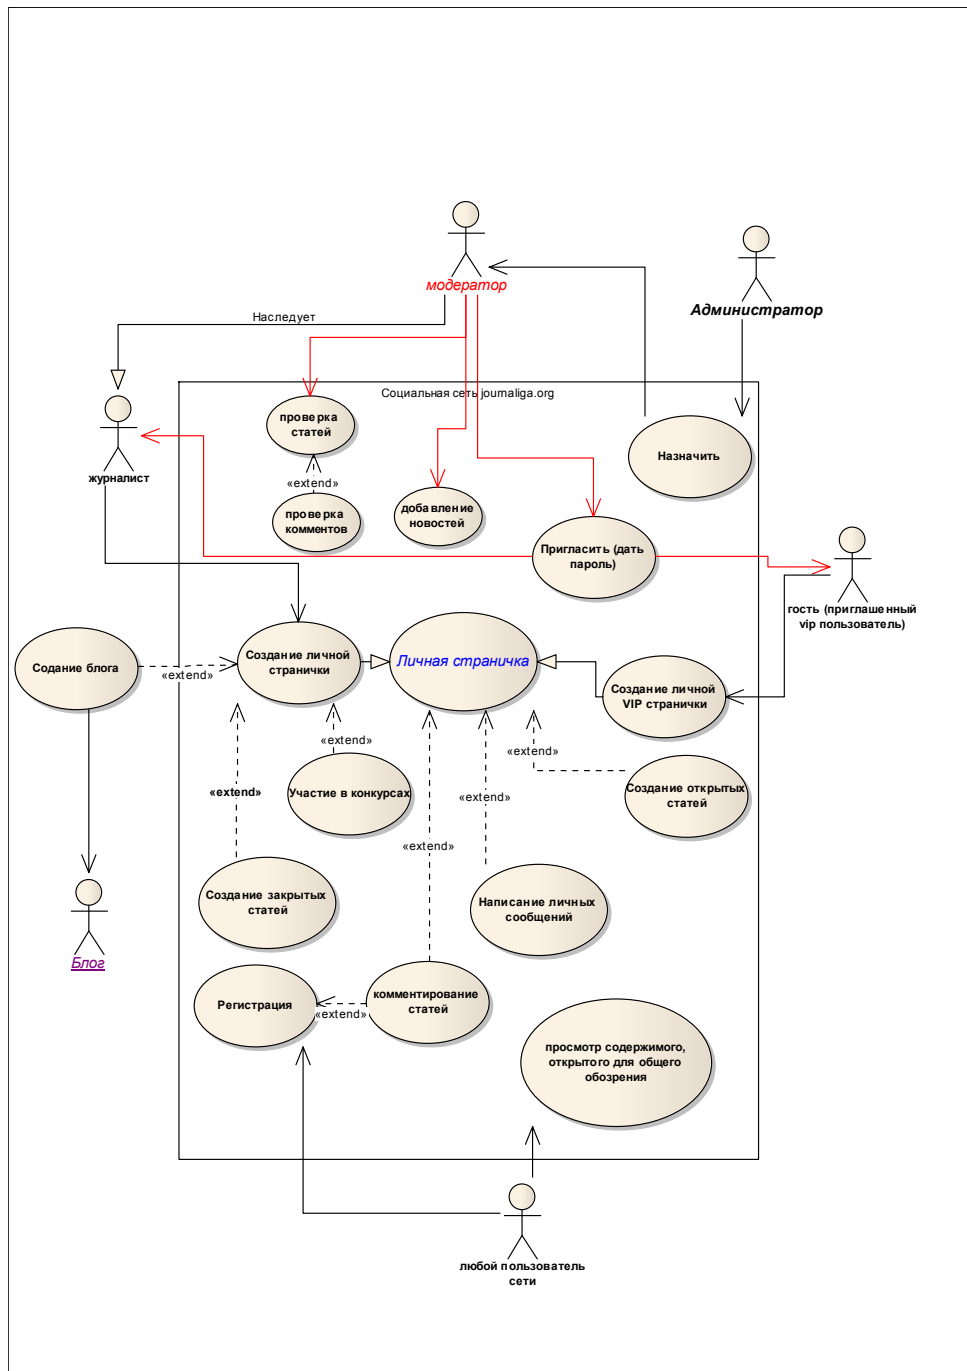 модератор
Администратор
Наследует
Социальная сеть journaliga.org
проверка
статей
Назначить
журналист
«extend»
проверка
комментов
добавление
новостей
Пригласить (дать
пароль)
гость (приглашенный
vip пользователь)
Содание блога
«extend»
Создание личной
странички
Личная страничка
Создание личной
VIP странички
«extend»
«extend»
«extend»
«extend»
Участие в конкурсах
Создание открытых
статей
«extend»
Создание закрытых
статей
Написание личных
сообщений
Блог
Регистрация
«extend»
комментирование
статей
просмотр содержимого,
открытого для общего
обозрения
любой пользователь
сети